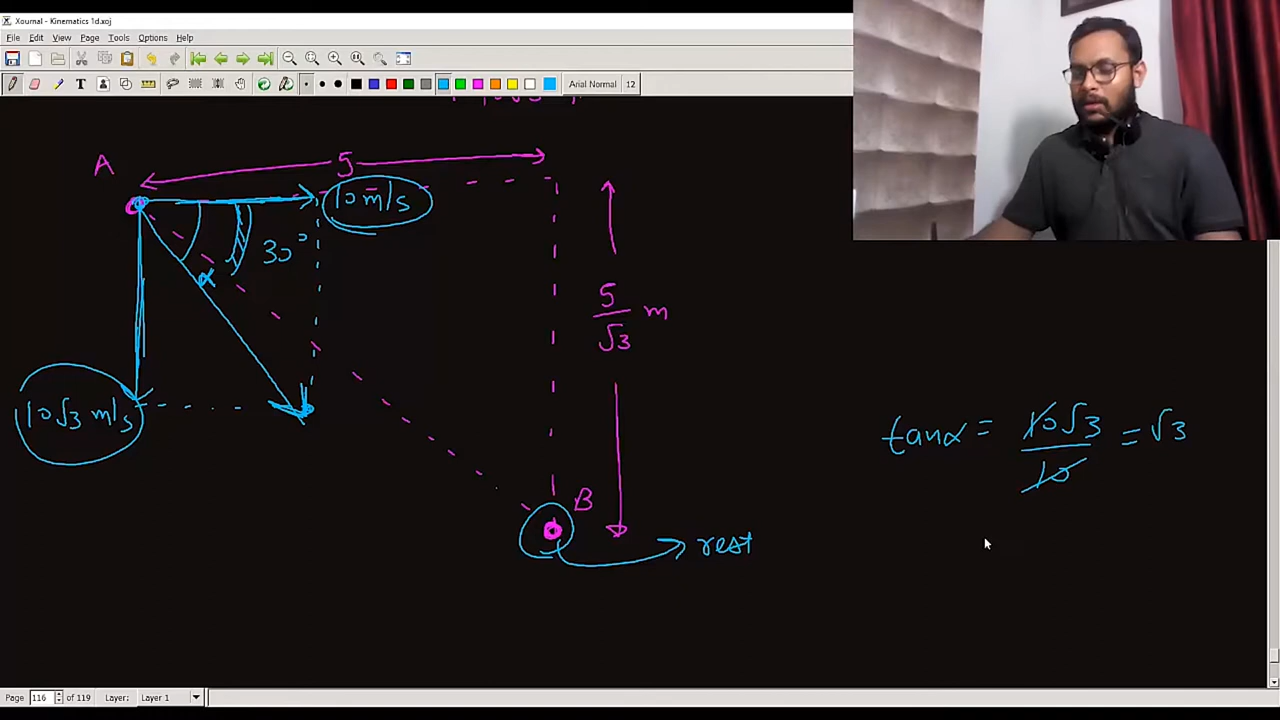 Xournal - Kinematics 1d.xoj
File Edit View Page Tools Options Help
T Arial Normal 12
A
5
10 m/s
30°
α
5/√3 m
10√3 m/s
tanα = 10√3/10 = √3
B
rest
Page 116 of 119 Layer: Layer 1